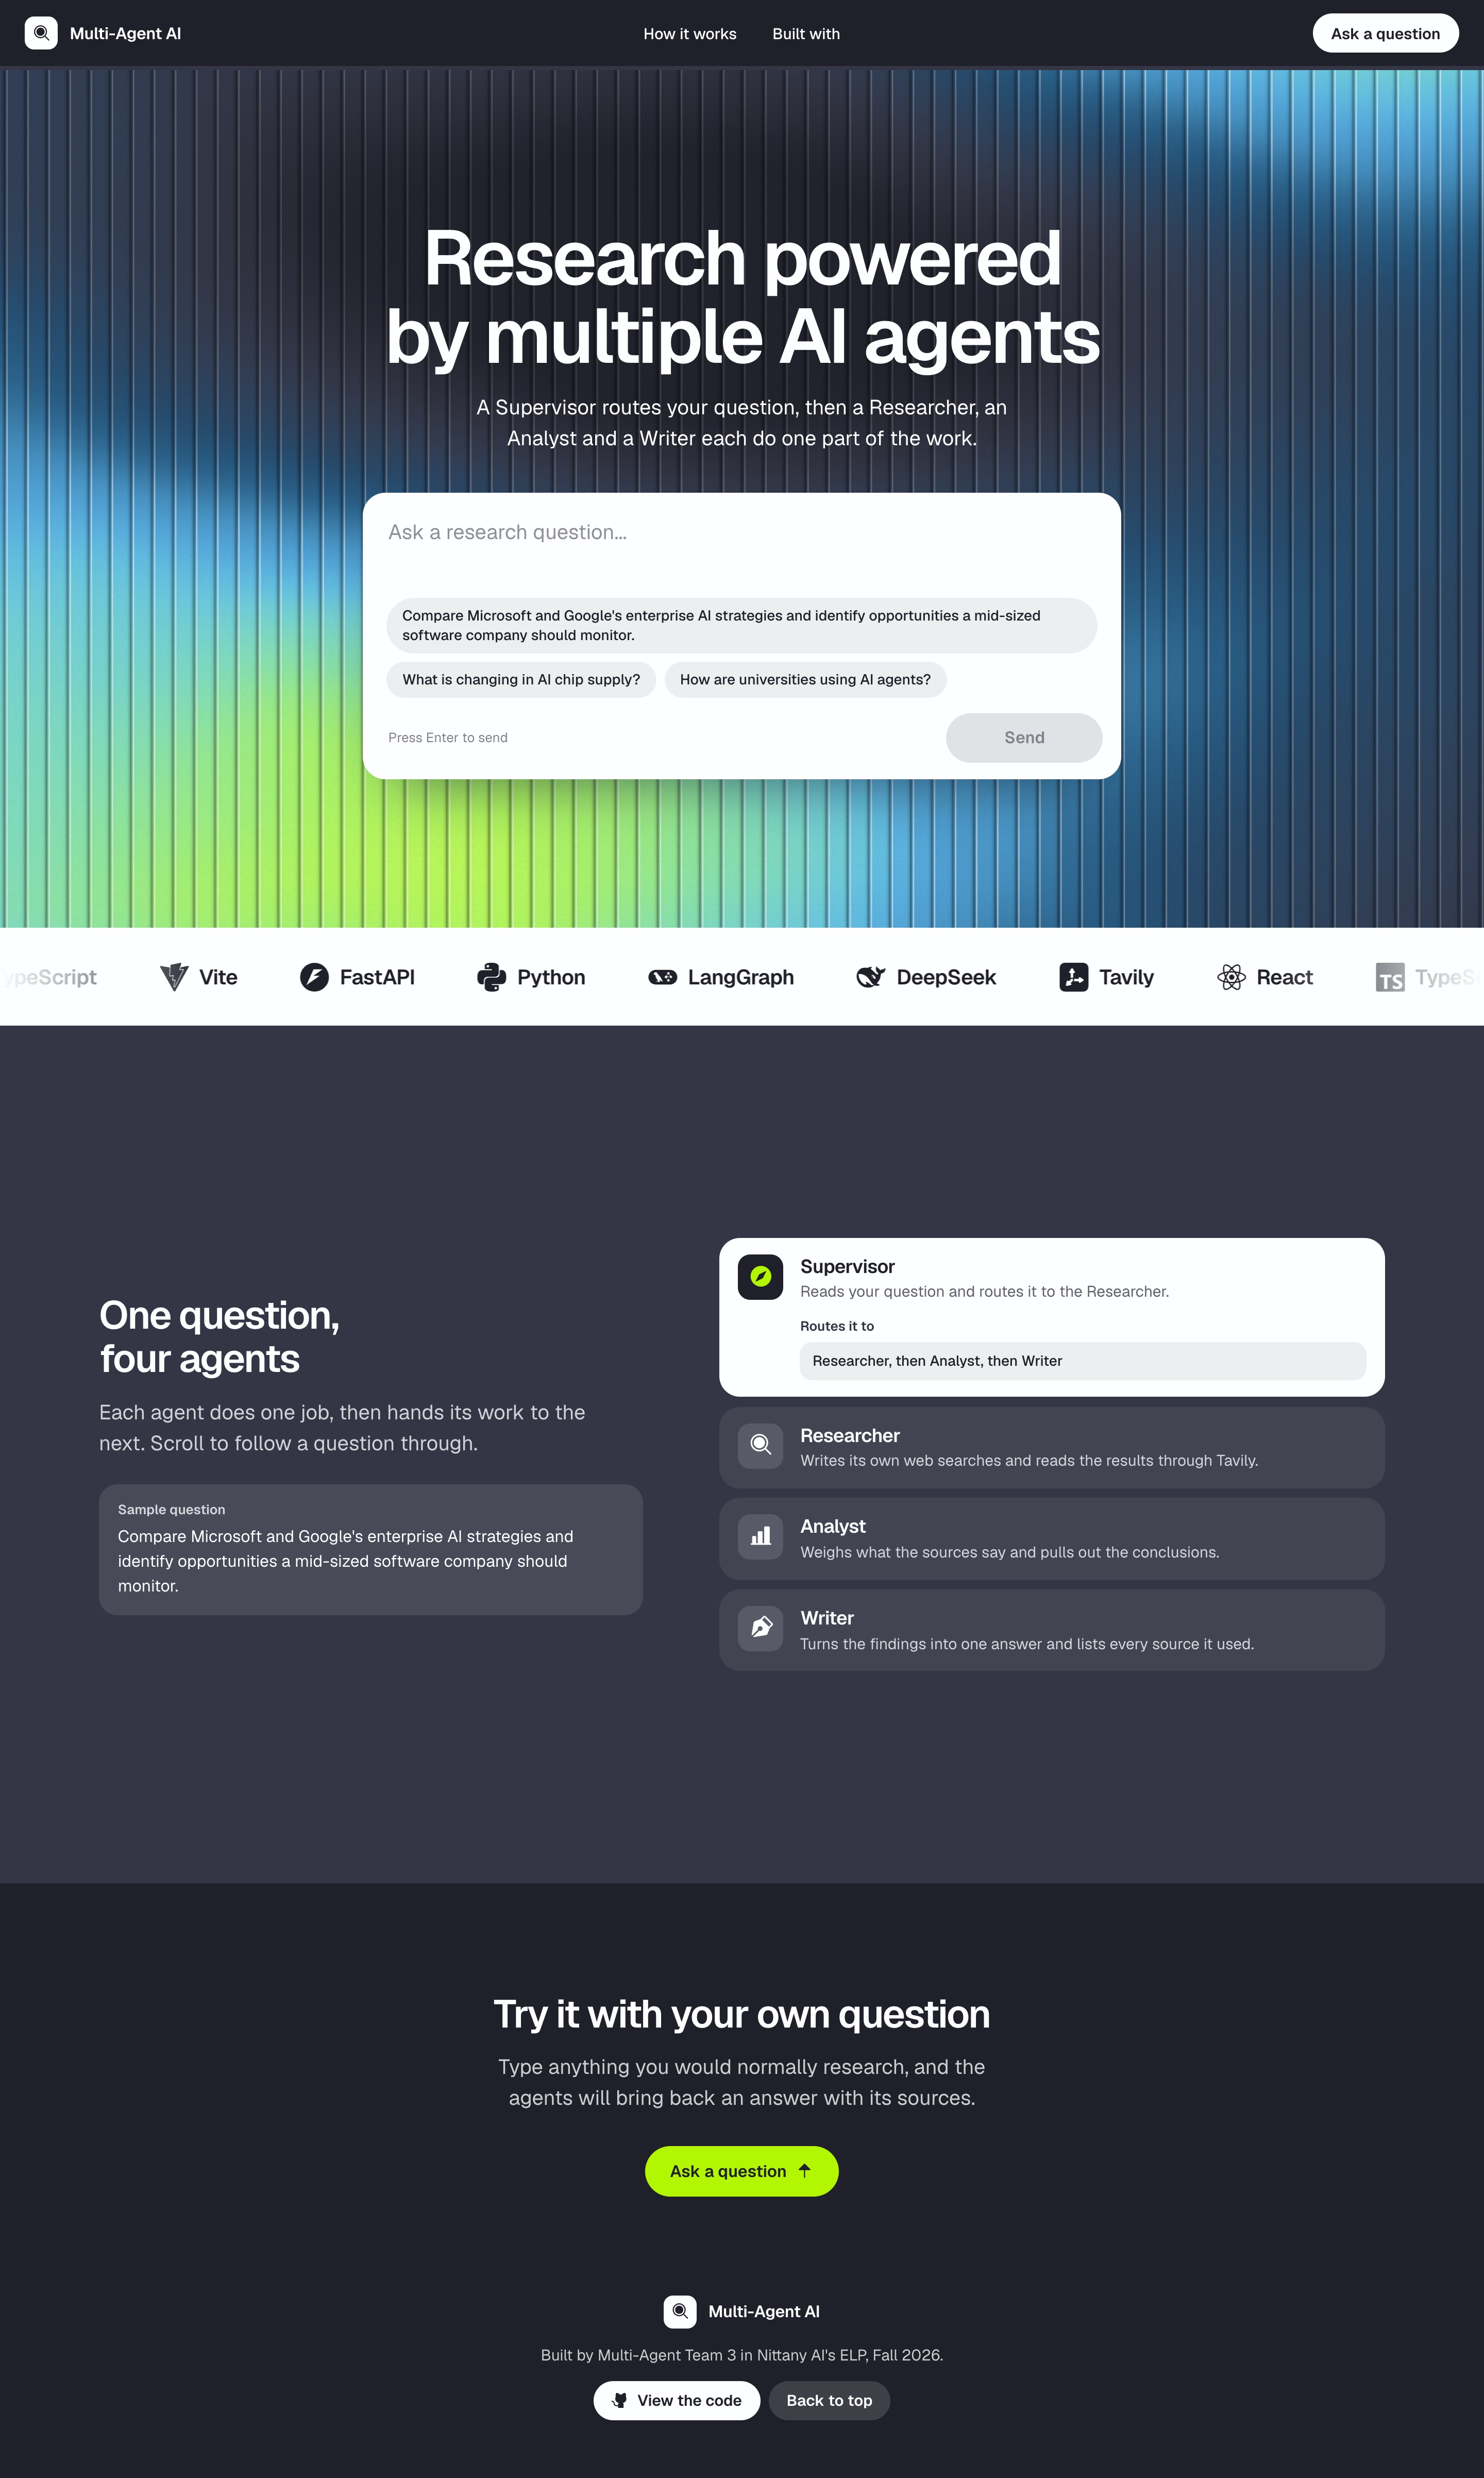 Multi-Agent AI
How it works
Built with
Ask a question
Research powered
by multiple AI agents
A Supervisor routes your question, then a Researcher, an
Analyst and a Writer each do one part of the work.
Ask a research question...
Compare Microsoft and Google's enterprise AI strategies and identify opportunities a mid-sized
software company should monitor.
What is changing in AI chip supply?
How are universities using AI agents?
Press Enter to send
Send
ypeScript
Vite
FastAPI
Python
LangGraph
DeepSeek
Tavily
React
TS
TypeS
One question,
four agents
Each agent does one job, then hands its work to the
next. Scroll to follow a question through.
Sample question
Compare Microsoft and Google's enterprise AI strategies and
identify opportunities a mid-sized software company should
monitor.
Supervisor
Reads your question and routes it to the Researcher.
Routes it to
Researcher, then Analyst, then Writer
Researcher
Writes its own web searches and reads the results through Tavily.
Analyst
Weighs what the sources say and pulls out the conclusions.
Writer
Turns the findings into one answer and lists every source it used.
Try it with your own question
Type anything you would normally research, and the
agents will bring back an answer with its sources.
Ask a question
Multi-Agent AI
Built by Multi-Agent Team 3 in Nittany AI's ELP, Fall 2026.
View the code
Back to top